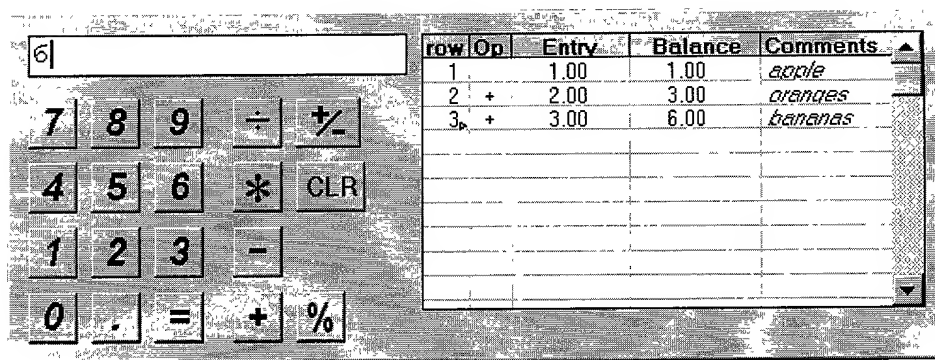 6
7 8 9 ÷ +/-
4 5 6 * CLR
1 2 3 -
0 . = + %
row Op Entry Balance Comments
1 1.00 1.00 apple
2 + 2.00 3.00 oranges
3 + 3.00 6.00 bananas